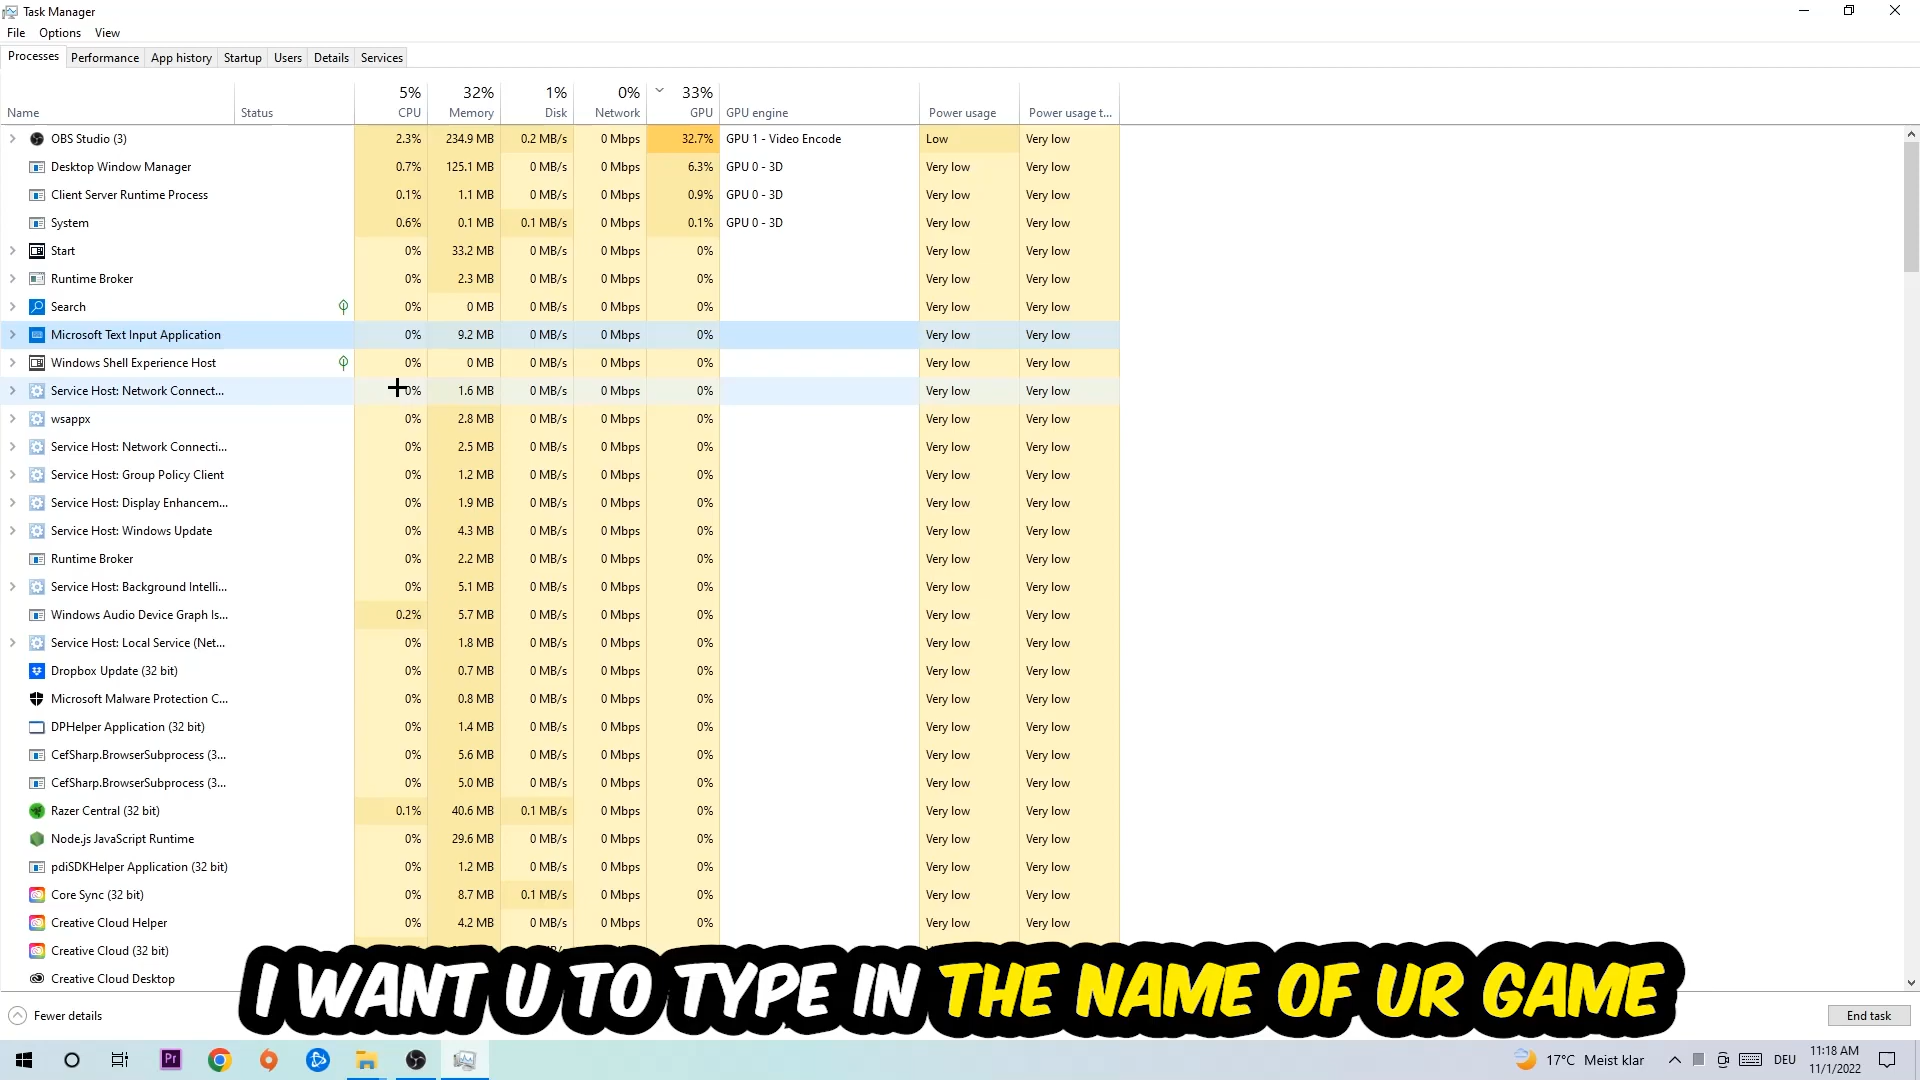 Task Manager
File Options View
Processes Performance App history Startup Users Details Services
5% 32% 1% 0% 33%
Name Status CPU Memory Disk Network GPU GPU engine Power usage Power usage t...
OBS Studio (3) 2.3% 234.9 MB 0.2 MB/s 0 Mbps 32.7% GPU 1 - Video Encode Low Very low
Desktop Window Manager 0.7% 125.1 MB 0 MB/s 0 Mbps 6.3% GPU 0 - 3D Very low Very low
Client Server Runtime Process 0.1% 1.1 MB 0 MB/s 0 Mbps 0.9% GPU 0 - 3D Very low Very low
System 0.6% 0.1 MB 0.1 MB/s 0 Mbps 0.1% GPU 0 - 3D Very low Very low
Start 0% 33.2 MB 0 MB/s 0 Mbps 0% Very low Very low
Runtime Broker 0% 2.3 MB 0 MB/s 0 Mbps 0% Very low Very low
Search 0% 0 MB 0 MB/s 0 Mbps 0% Very low Very low
Microsoft Text Input Application 0% 9.2 MB 0 MB/s 0 Mbps 0% Very low Very low
Windows Shell Experience Host 0% 0 MB 0 MB/s 0 Mbps 0% Very low Very low
Service Host: Network Connect... 0% 1.6 MB 0 MB/s 0 Mbps 0% Very low Very low
wsappx 0% 2.8 MB 0 MB/s 0 Mbps 0% Very low Very low
Service Host: Network Connecti... 0% 2.5 MB 0 MB/s 0 Mbps 0% Very low Very low
Service Host: Group Policy Client 0% 1.2 MB 0 MB/s 0 Mbps 0% Very low Very low
Service Host: Display Enhancem... 0% 1.9 MB 0 MB/s 0 Mbps 0% Very low Very low
Service Host: Windows Update 0% 4.3 MB 0 MB/s 0 Mbps 0% Very low Very low
Runtime Broker 0% 2.2 MB 0 MB/s 0 Mbps 0% Very low Very low
Service Host: Background Intelli... 0% 5.1 MB 0 MB/s 0 Mbps 0% Very low Very low
Windows Audio Device Graph Is... 0.2% 5.7 MB 0 MB/s 0 Mbps 0% Very low Very low
Service Host: Local Service (Net... 0% 1.8 MB 0 MB/s 0 Mbps 0% Very low Very low
Dropbox Update (32 bit) 0% 0.7 MB 0 MB/s 0 Mbps 0% Very low Very low
Microsoft Malware Protection C... 0% 0.8 MB 0 MB/s 0 Mbps 0% Very low Very low
DPHelper Application (32 bit) 0% 1.4 MB 0 MB/s 0 Mbps 0% Very low Very low
CefSharp.BrowserSubprocess (3... 0% 5.6 MB 0 MB/s 0 Mbps 0% Very low Very low
CefSharp.BrowserSubprocess (3... 0% 5.0 MB 0 MB/s 0 Mbps 0% Very low Very low
Razer Central (32 bit) 0.1% 40.6 MB 0.1 MB/s 0 Mbps 0% Very low Very low
Node.js JavaScript Runtime 0% 29.6 MB 0 MB/s 0 Mbps 0% Very low Very low
pdiSDKHelper Application (32 bit) 0% 1.2 MB 0 MB/s 0 Mbps 0% Very low Very low
Core Sync (32 bit) 0% 8.7 MB 0.1 MB/s 0 Mbps 0% Very low Very low
Creative Cloud Helper 0% 4.2 MB 0 MB/s 0 Mbps 0% Very low Very low
Creative Cloud (32 bit)
Creative Cloud Desktop
I WANT U TO TYPE IN THE NAME OF UR GAME
Fewer details End task
Pr 17°C Meist klar DEU 11:18 AM
11/1/2022